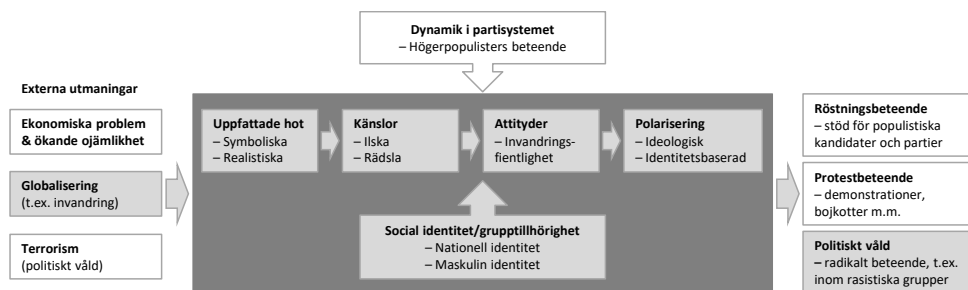 Dynamik i partisystemet
– Högerpopulisters beteende
Externa utmaningar
Ekonomiska problem
& ökande ojämlikhet
Globalisering
(t.ex. invandring)
Terrorism
(politiskt våld)
Uppfattade hot
– Symboliska
– Realistiska
Känslor
– Ilska
– Rädsla
Attityder
– Invandrings-
fientlighet
Polarisering
– Ideologisk
– Identitetsbaserad
Social identitet/grupptillhörighet
– Nationell identitet
– Maskulin identitet
Röstningsbeteende
– stöd för populistiska
kandidater och partier
Protestbeteende
– demonstrationer,
bojkotter m.m.
Politiskt våld
– radikalt beteende, t.ex.
inom rasistiska grupper